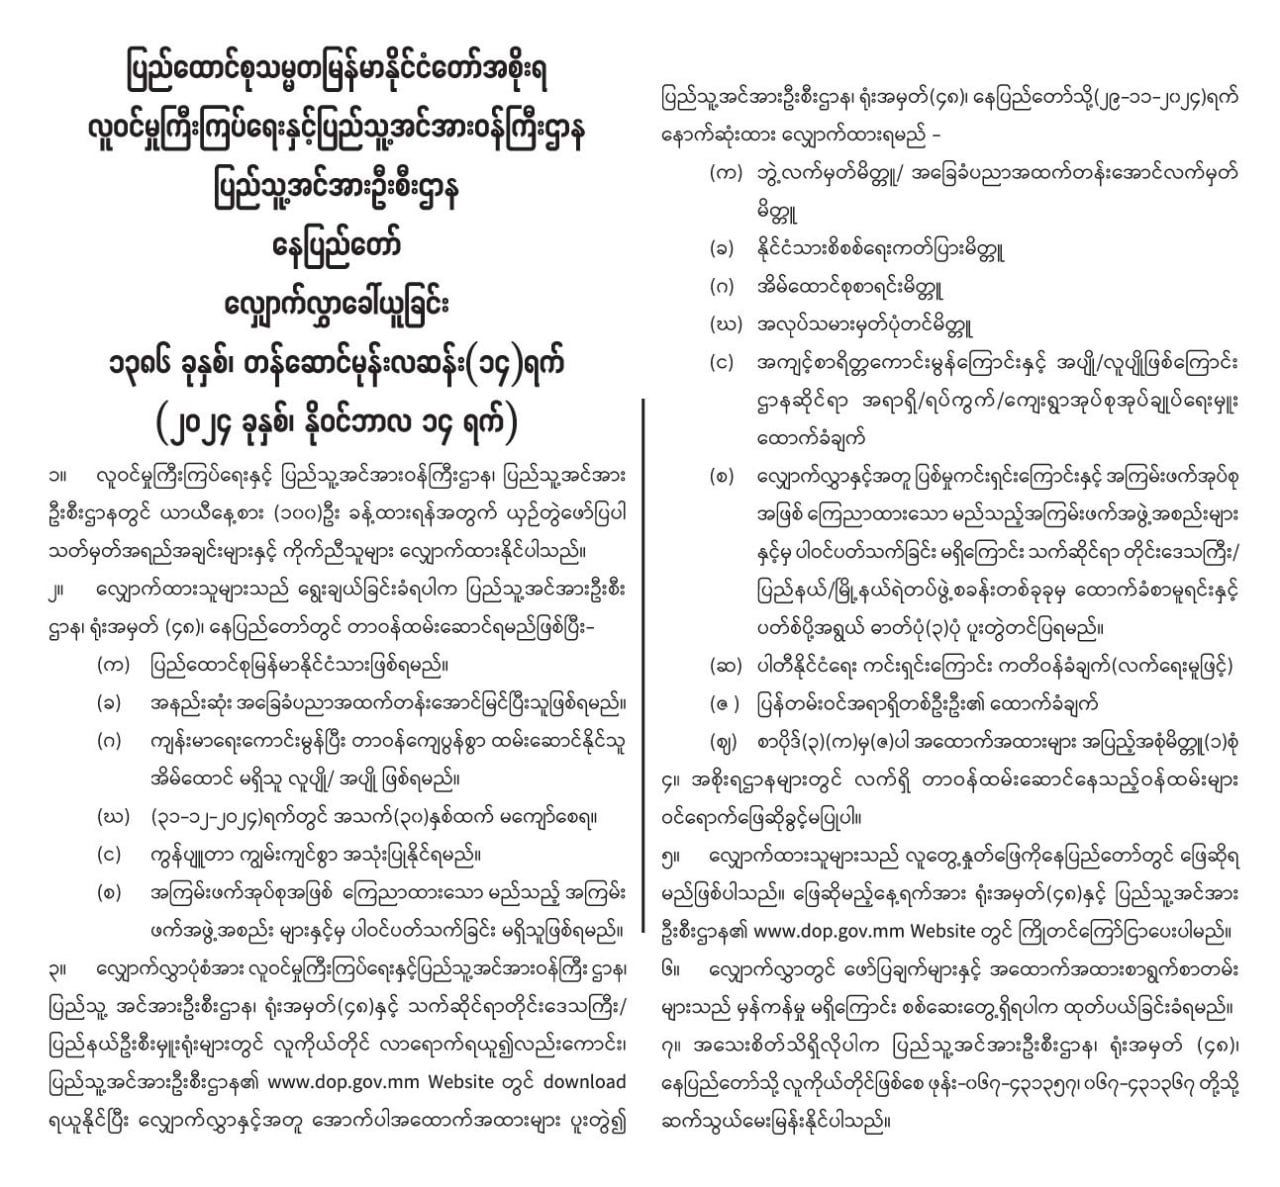 ပြည်ထောင်စုသမ္မတမြန်မာနိုင်ငံတော်အစိုးရ
လူဝင်မှုကြီးကြပ်ရေးနှင့်ပြည်သူ့အင်အားဝန်ကြီးဌာန
ပြည်သူ့အင်အားဦးစီးဌာန
နေပြည်တော်
လျှောက်လွှာခေါ်ယူခြင်း
၁၃၈၆ ခုနှစ်၊ တန်ဆောင်မုန်းလဆန်း(၁၄)ရက်
(၂၀၂၄ ခုနှစ်၊ နိုဝင်ဘာလ ၁၄ ရက်)
၁။ လူဝင်မှုကြီးကြပ်ရေးနှင့် ပြည်သူ့အင်အားဝန်ကြီးဌာန၊ ပြည်သူ့အင်အား
ဦးစီးဌာနတွင် ယာယီနေ့စား (၁၀၀)ဦး ခန့်ထားရန်အတွက် ယှဉ်တွဲဖော်ပြပါ
သတ်မှတ်အရည်အချင်းများနှင့် ကိုက်ညီသူများ လျှောက်ထားနိုင်ပါသည်။
၂။ လျှောက်ထားသူများသည် ရွေးချယ်ခြင်းခံရပါက ပြည်သူ့အင်အားဦးစီး
ဌာန၊ ရုံးအမှတ် (၄၈)၊ နေပြည်တော်တွင် တာဝန်ထမ်းဆောင်ရမည်ဖြစ်ပြီး-
(က) ပြည်ထောင်စုမြန်မာနိုင်ငံသားဖြစ်ရမည်။
(ခ) အနည်းဆုံး အခြေခံပညာအထက်တန်းအောင်မြင်ပြီးသူဖြစ်ရမည်။
(ဂ) ကျန်းမာရေးကောင်းမွန်ပြီး တာဝန်ကျေပွန်စွာ ထမ်းဆောင်နိုင်သူ
အိမ်ထောင် မရှိသူ လူပျို/ အပျို ဖြစ်ရမည်။
(ဃ) (၃၁-၁၂-၂၀၂၄)ရက်တွင် အသက်(၃၀)နှစ်ထက် မကျော်စေရ။
(င) ကွန်ပျူတာ ကျွမ်းကျင်စွာ အသုံးပြုနိုင်ရမည်။
(စ) အကြမ်းဖက်အုပ်စုအဖြစ် ကြေညာထားသော မည်သည့် အကြမ်း
ဖက်အဖွဲ့အစည်း များနှင့်မှ ပါဝင်ပတ်သက်ခြင်း မရှိသူဖြစ်ရမည်။
၃။ လျှောက်လွှာပုံစံအား လူဝင်မှုကြီးကြပ်ရေးနှင့်ပြည်သူ့အင်အားဝန်ကြီး ဌာန၊
ပြည်သူ့ အင်အားဦးစီးဌာန၊ ရုံးအမှတ်(၄၈)နှင့် သက်ဆိုင်ရာတိုင်းဒေသကြီး/
ပြည်နယ်ဦးစီးမှူးရုံးများတွင် လူကိုယ်တိုင် လာရောက်ရယူ၍လည်းကောင်း၊
ပြည်သူ့အင်အားဦးစီးဌာန၏ www.dop.gov.mm Website တွင် download
ရယူနိုင်ပြီး လျှောက်လွှာနှင့်အတူ အောက်ပါအထောက်အထားများ ပူးတွဲ၍
ပြည်သူ့အင်အားဦးစီးဌာန၊ ရုံးအမှတ်(၄၈)၊ နေပြည်တော်သို့(၂၉-၁၁-၂၀၂၄)ရက်
နောက်ဆုံးထား လျှောက်ထားရမည် -
(က) ဘွဲ့လက်မှတ်မိတ္တူ/ အခြေခံပညာအထက်တန်းအောင်လက်မှတ်
မိတ္တူ
(ခ) နိုင်ငံသားစိစစ်ရေးကတ်ပြားမိတ္တူ
(ဂ) အိမ်ထောင်စုစာရင်းမိတ္တူ
(ဃ) အလုပ်သမားမှတ်ပုံတင်မိတ္တူ
(င) အကျင့်စာရိတ္တကောင်းမွန်ကြောင်းနှင့် အပျို/လူပျိုဖြစ်ကြောင်း
ဌာနဆိုင်ရာ အရာရှိ/ရပ်ကွက်/ကျေးရွာအုပ်စုအုပ်ချုပ်ရေးမှူး
ထောက်ခံချက်
(စ) လျှောက်လွှာနှင့်အတူ ပြစ်မှုကင်းရှင်းကြောင်းနှင့် အကြမ်းဖက်အုပ်စု
အဖြစ် ကြေညာထားသော မည်သည့်အကြမ်းဖက်အဖွဲ့အစည်းများ
နှင့်မှ ပါဝင်ပတ်သက်ခြင်း မရှိကြောင်း သက်ဆိုင်ရာ တိုင်းဒေသကြီး/
ပြည်နယ်/မြို့နယ်ရဲတပ်ဖွဲ့စခန်းတစ်ခုခုမှ ထောက်ခံစာမူရင်းနှင့်
ပတ်စ်ပို့အရွယ် ဓာတ်ပုံ(၃)ပုံ ပူးတွဲတင်ပြရမည်။
(ဆ) ပါတီနိုင်ငံရေး ကင်းရှင်းကြောင်း ကတိဝန်ခံချက်(လက်ရေးမူဖြင့်)
(ဇ ) ပြန်တမ်းဝင်အရာရှိတစ်ဦးဦး၏ ထောက်ခံချက်
(ဈ) စာပိုဒ်(၃)(က)မှ(ဇ)ပါ အထောက်အထားများ အပြည့်အစုံမိတ္တူ(၁)စုံ
၄။ အစိုးရဌာနများတွင် လက်ရှိ တာဝန်ထမ်းဆောင်နေသည့်ဝန်ထမ်းများ
ဝင်ရောက်ဖြေဆိုခွင့်မပြုပါ။
၅။ လျှောက်ထားသူများသည် လူတွေ့နှုတ်ဖြေကိုနေပြည်တော်တွင် ဖြေဆိုရ
မည်ဖြစ်ပါသည်။ ဖြေဆိုမည့်နေ့ရက်အား ရုံးအမှတ်(၄၈)နှင့် ပြည်သူ့အင်အား
ဦးစီးဌာန၏ www.dop.gov.mm Website တွင် ကြိုတင်ကြော်ငြာပေးပါမည်။
၆။ လျှောက်လွှာတွင် ဖော်ပြချက်များနှင့် အထောက်အထားစာရွက်စာတမ်း
များသည် မှန်ကန်မှု မရှိကြောင်း စစ်ဆေးတွေ့ရှိရပါက ထုတ်ပယ်ခြင်းခံရမည်။
၇။ အသေးစိတ်သိရှိလိုပါက ပြည်သူ့အင်အားဦးစီးဌာန၊ ရုံးအမှတ် (၄၈)၊
နေပြည်တော်သို့ လူကိုယ်တိုင်ဖြစ်စေ ဖုန်း-၀၆၇-၄၃၁၃၅၇၊ ၀၆၇-၄၃၁၃၆၇ တို့သို့
ဆက်သွယ်မေးမြန်းနိုင်ပါသည်။